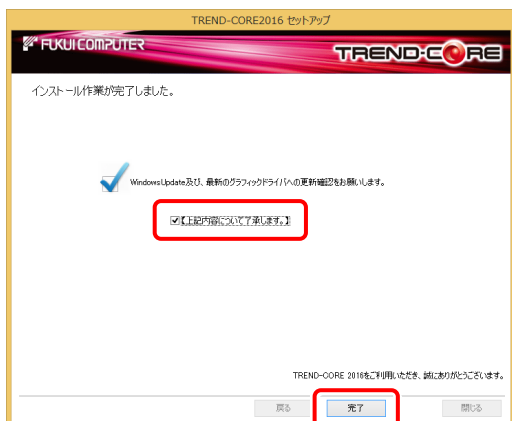 TREND-CORE2016 セットアップ
FUKUI COMPUTER
TREND-CORE
インストール作業が完了しました。
WindowsUpdate及び、最新のグラフィックドライバへの更新確認をお願いします。
【上記内容について了承します。】
TREND-CORE 2016をご利用いただき、誠にありがとうございます。
戻る 完了 閉じる